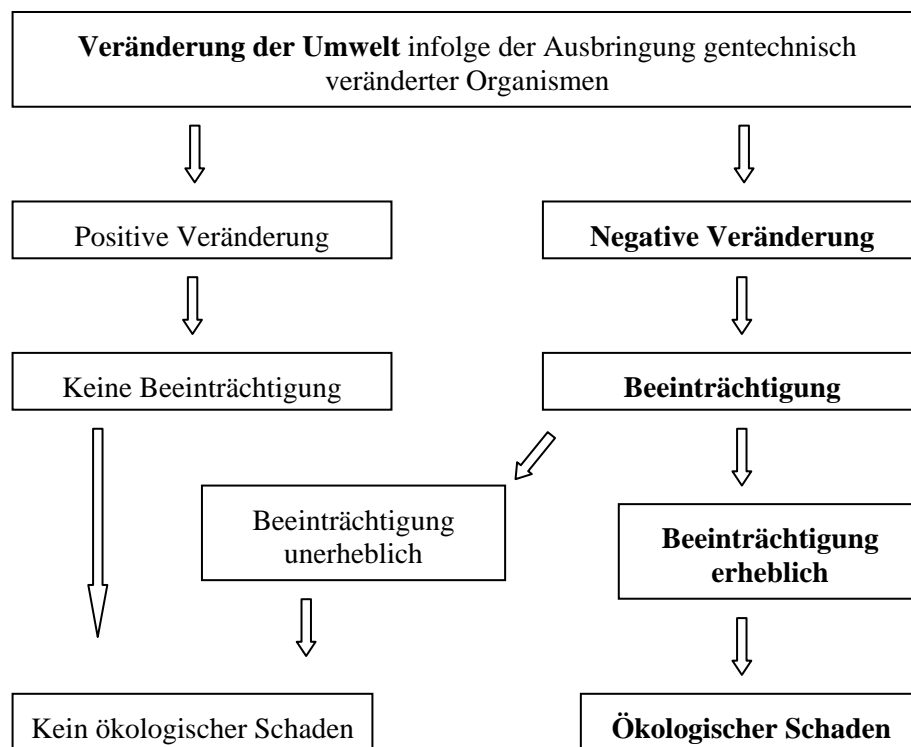 Veränderung der Umwelt infolge der Ausbringung gentechnisch
veränderter Organismen
Positive Veränderung
Negative Veränderung
Keine Beeinträchtigung
Beeinträchtigung
Beeinträchtigung
unerheblich
Beeinträchtigung
erheblich
Kein ökologischer Schaden
Ökologischer Schaden